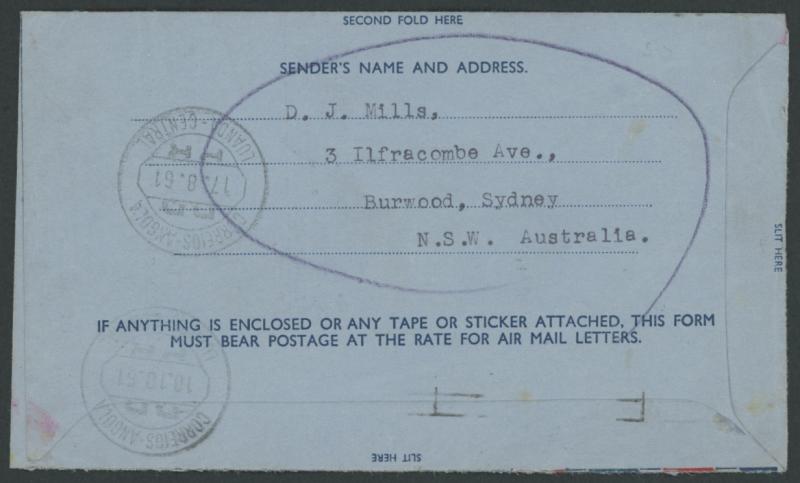 SECOND FOLD HERE
SENDER'S NAME AND ADDRESS.
D. J. Mills,
3 Ilfracombe Ave.,
Burwood, Sydney
N.S.W. Australia.
LUANDA-CENTRAL
17.8.61
CORREIOS-ANGOLA
SLIT HERE
IF ANYTHING IS ENCLOSED OR ANY TAPE OR STICKER ATTACHED, THIS FORM
MUST BEAR POSTAGE AT THE RATE FOR AIR MAIL LETTERS.
10.10.61
CORREIOS-ANGOLA
SLIT HERE